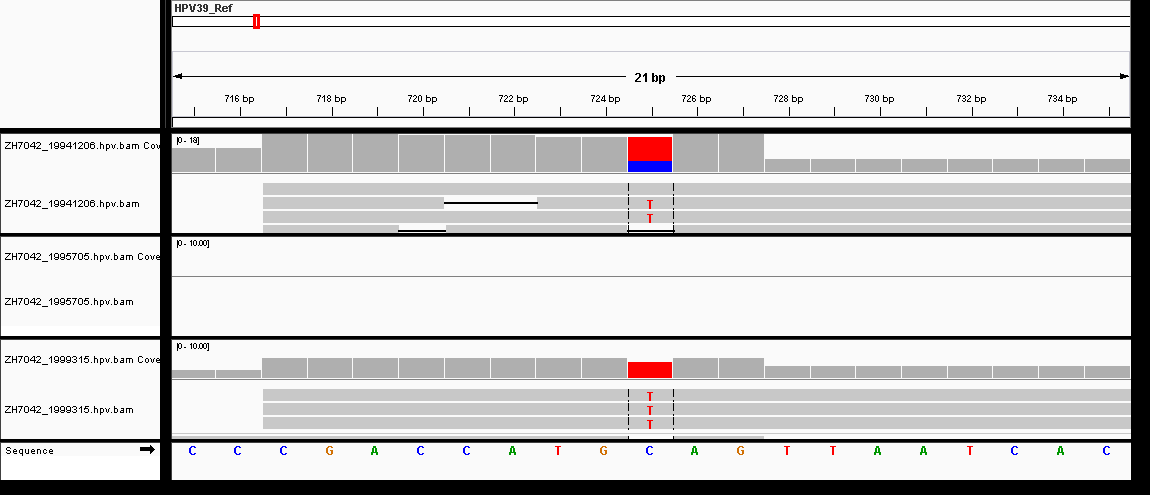 HPV39_Ref
21 bp
716 bp 718 bp 720 bp 722 bp 724 bp 726 bp 728 bp 730 bp 732 bp 734 bp
ZH7042_19941206.hpv.bam Cov
[0 - 18]
ZH7042_19941206.hpv.bam
T
T
ZH7042_1995705.hpv.bam Cove
[0 - 10.00]
ZH7042_1995705.hpv.bam
ZH7042_1999315.hpv.bam Cove
[0 - 10.00]
ZH7042_1999315.hpv.bam
T
T
T
Sequence C C C G A C C A T G C A G T T A A T C A C